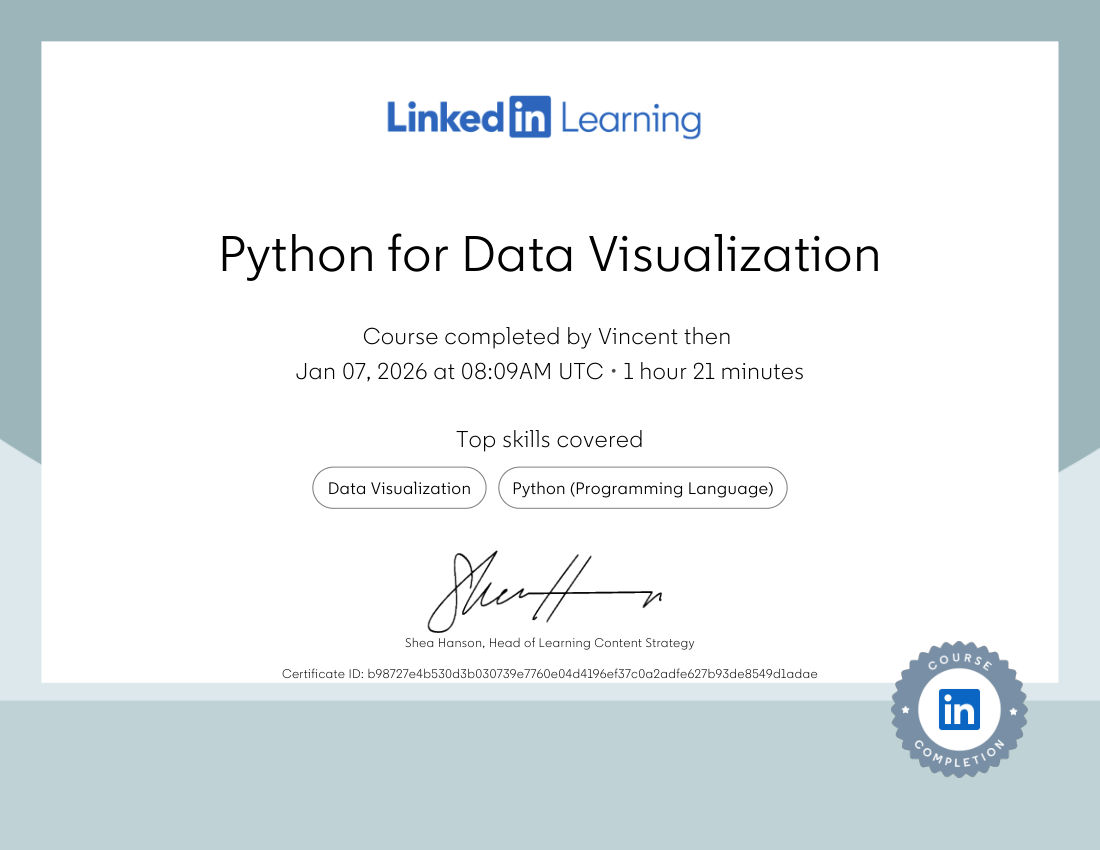 Linkedin Learning
Python for Data Visualization
Course completed by Vincent then
Jan 07, 2026 at 08:09AM UTC • 1 hour 21 minutes
Top skills covered
Data Visualization
Python (Programming Language)
Shea Hanson, Head of Learning Content Strategy
Certificate ID: b98727e4b530d3b030739e7760e04d4196ef37c0a2adfe627b93de8549d1adae
COURSE
in
COMPLETION